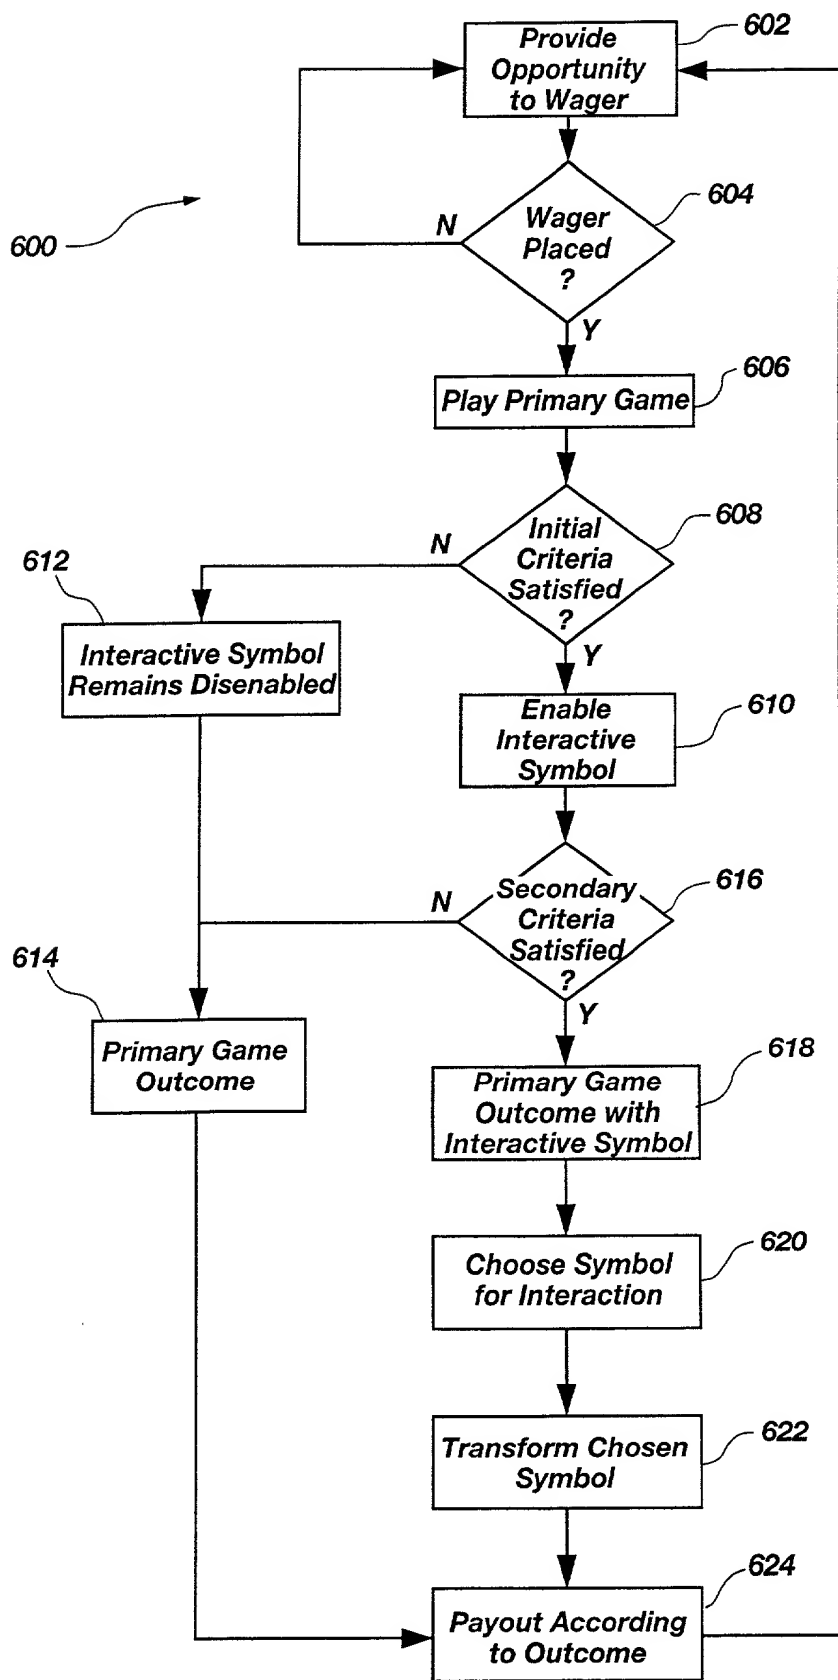 Provide
Opportunity
to Wager
602
600
N
Wager
Placed
?
604
Y
Play Primary Game
606
N
Initial
Criteria
Satisfied
?
608
Y
612
Interactive Symbol
Remains Disenabled
Enable
Interactive
Symbol
610
N
Secondary
Criteria
Satisfied
?
616
Y
614
Primary Game
Outcome
Primary Game
Outcome with
Interactive Symbol
618
Choose Symbol
for Interaction
620
Transform Chosen
Symbol
622
Payout According
to Outcome
624